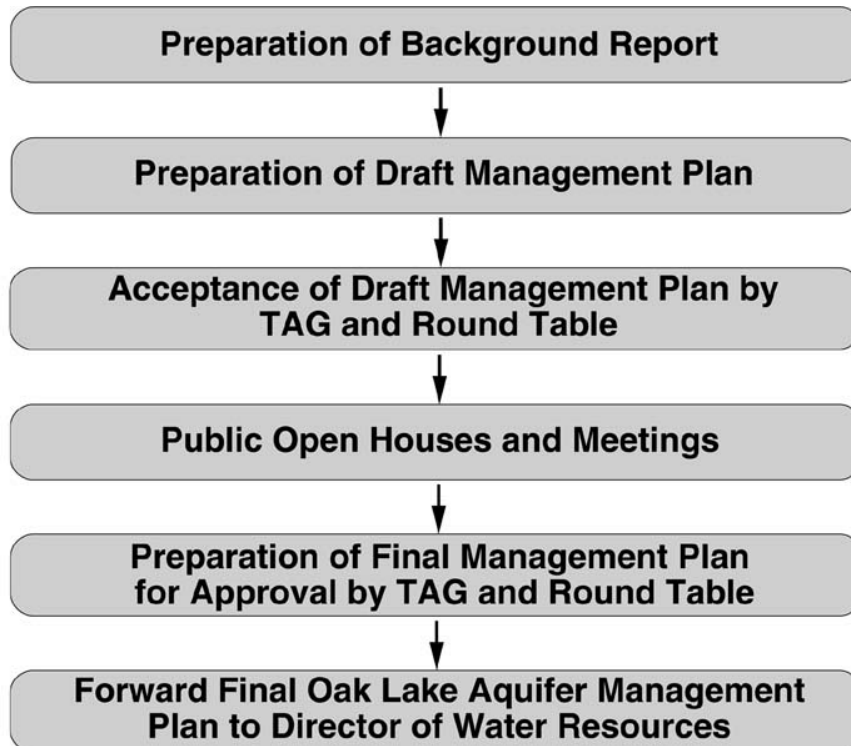 Preparation of Background Report
Preparation of Draft Management Plan
Acceptance of Draft Management Plan by
TAG and Round Table
Public Open Houses and Meetings
Preparation of Final Management Plan
for Approval by TAG and Round Table
Forward Final Oak Lake Aquifer Management
Plan to Director of Water Resources